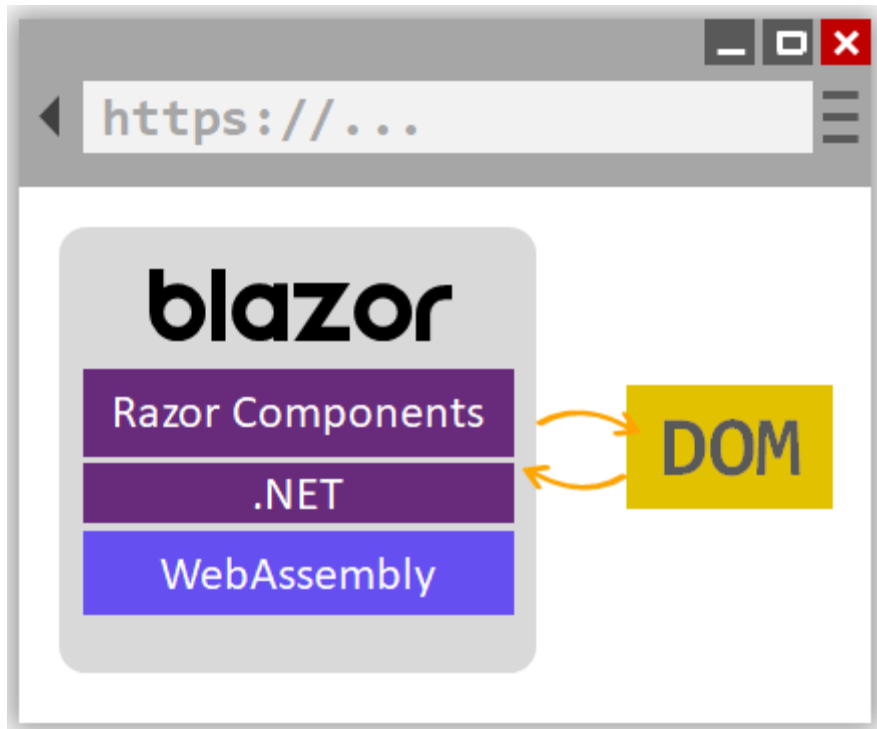 https://...
blazor
Razor Components
.NET
WebAssembly
DOM